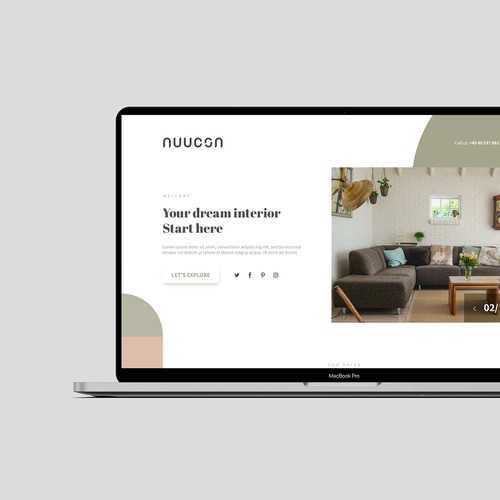 nuucon
Call us +49 40 537 982
WELCOME
Your dream interior
Start here
Lorem ipsum dolor sit amet, consectetur adipiscing elit, sed do eiusmod
tempor incididunt ut labore et dolore magna aliqua. Ut enim ad minim
LET'S EXPLORE
02/
OUR SALES
MacBook Pro